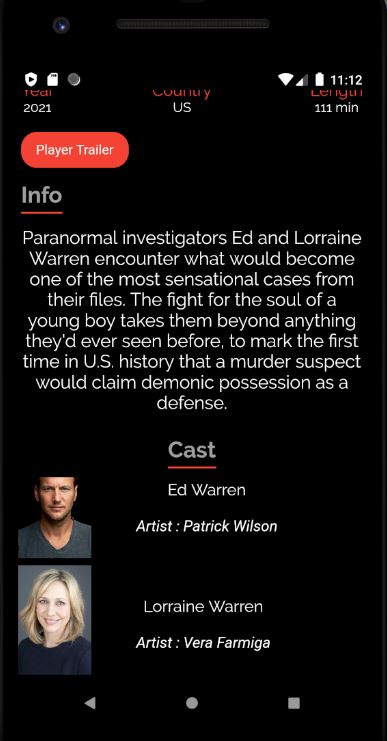 11:12
Year Country Length
2021 US 111 min
Player Trailer
Info
Paranormal investigators Ed and Lorraine
Warren encounter what would become
one of the most sensational cases from
their files. The fight for the soul of a
young boy takes them beyond anything
they'd ever seen before, to mark the first
time in U.S. history that a murder suspect
would claim demonic possession as a
defense.
Cast
Ed Warren
Artist : Patrick Wilson
Lorraine Warren
Artist : Vera Farmiga